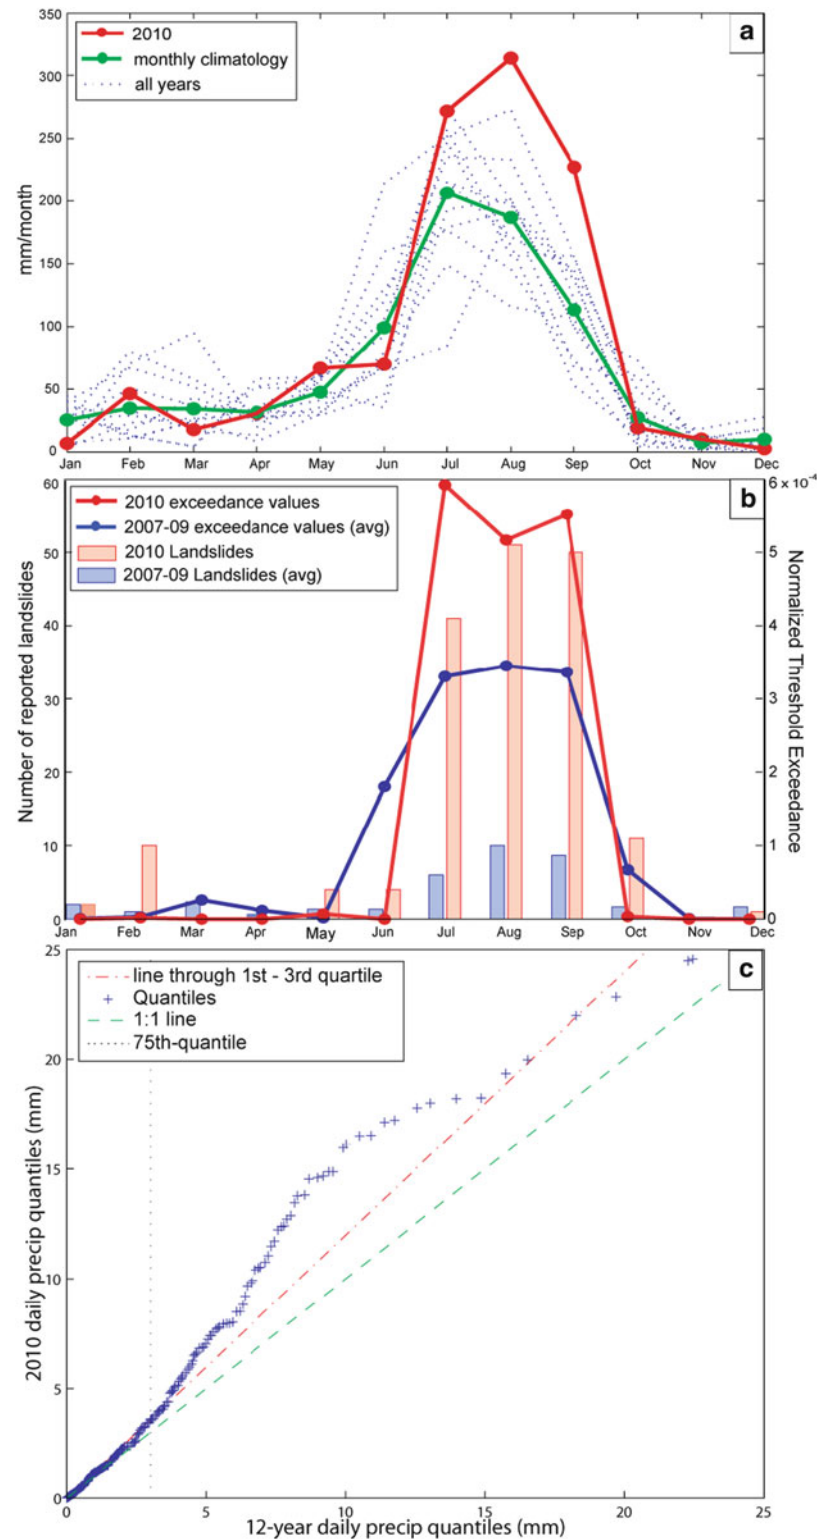 350
300
250
200
150
100
50
0
mm/month
2010
monthly climatology
all years
a
Jan Feb Mar Apr May Jun Jul Aug Sep Oct Nov Dec
60
50
40
30
20
10
0
Number of reported landslides
2010 exceedance values
2007-09 exceedance values (avg)
2010 Landslides
2007-09 Landslides (avg)
b
6 x 10⁻⁴
5
4
3
2
1
0
Normalized Threshold Exceedance
Jan Feb Mar Apr May Jun Jul Aug Sep Oct Nov Dec
25
20
15
10
5
0
2010 daily precip quantiles (mm)
line through 1st - 3rd quartile
Quantiles
1:1 line
75th-quantile
c
0 5 10 15 20 25
12-year daily precip quantiles (mm)